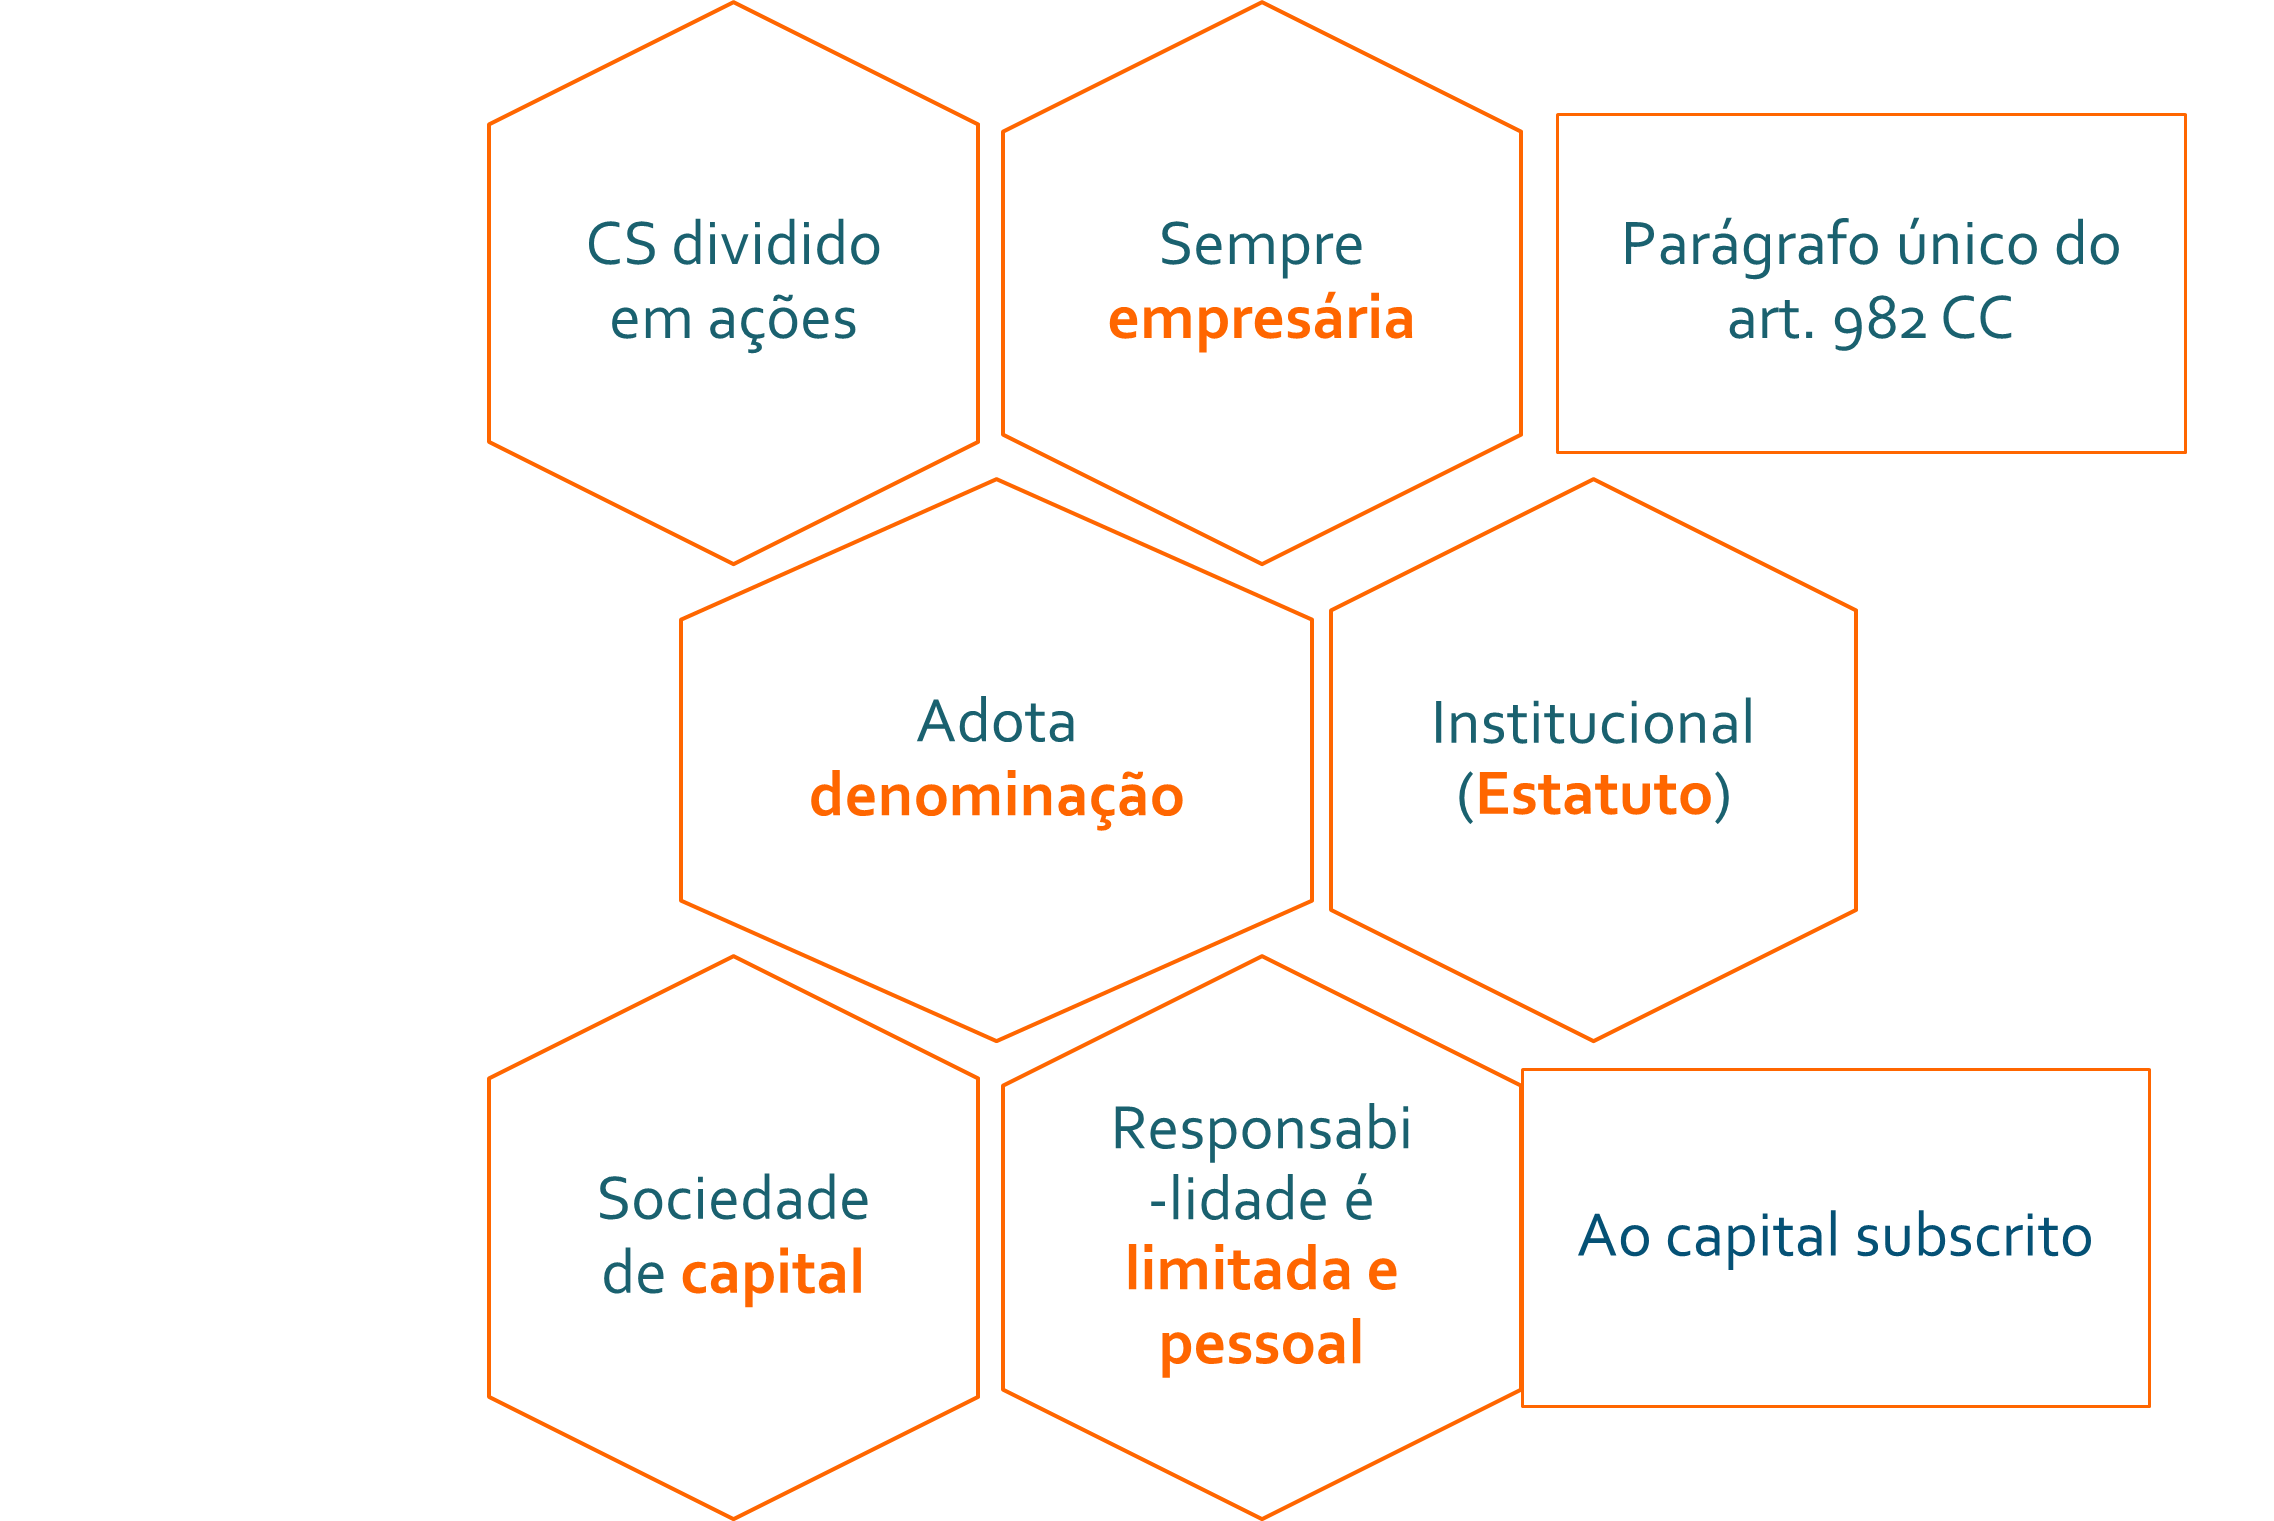 CS dividido
em ações
Sempre
empresária
Parágrafo único do
art. 982 CC
Adota
denominação
Institucional
(Estatuto)
Sociedade
de capital
Responsabi
-lidade é
limitada e
pessoal
Ao capital subscrito